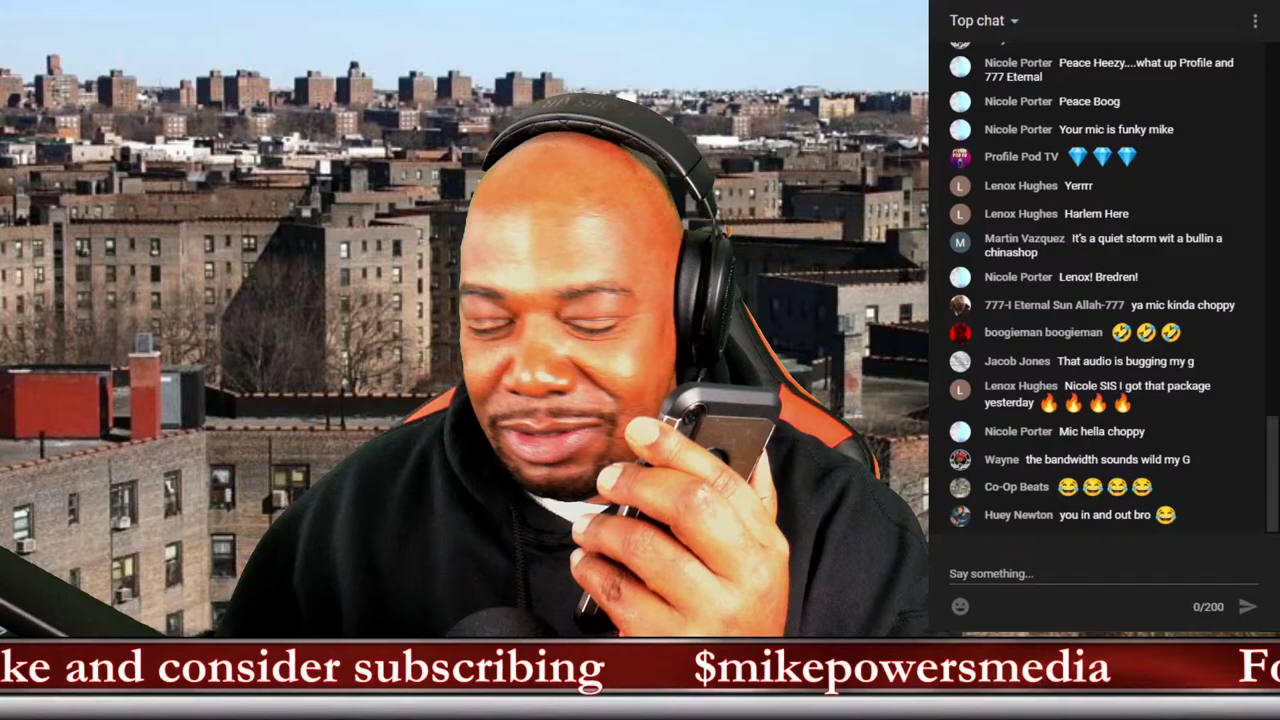 Top chat
Nicole Porter Peace Heezy....what up Profile and
777 Eternal
Nicole Porter Peace Boog
Nicole Porter Your mic is funky mike
Profile Pod TV 💎💎💎
L Lenox Hughes Yerrrr
L Lenox Hughes Harlem Here
M Martin Vazquez It's a quiet storm wit a bullin a
chinashop
Nicole Porter Lenox! Bredren!
777-I Eternal Sun Allah-777 ya mic kinda choppy
boogieman boogieman 🤣🤣🤣
Jacob Jones That audio is bugging my g
L Lenox Hughes Nicole SIS I got that package
yesterday 🔥🔥🔥🔥
Nicole Porter Mic hella choppy
Wayne the bandwidth sounds wild my G
Co-Op Beats 😂😂😂😂
Huey Newton you in and out bro 😂
Say something...
0/200
ke and consider subscribing $mikepowersmedia Fo